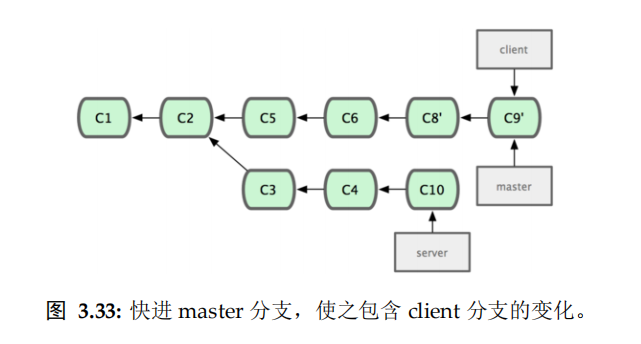 client
C1
C2
C5
C6
C8'
C9'
C3
C4
C10
master
server
图 3.33: 快进 master 分支，使之包含 client 分支的变化。